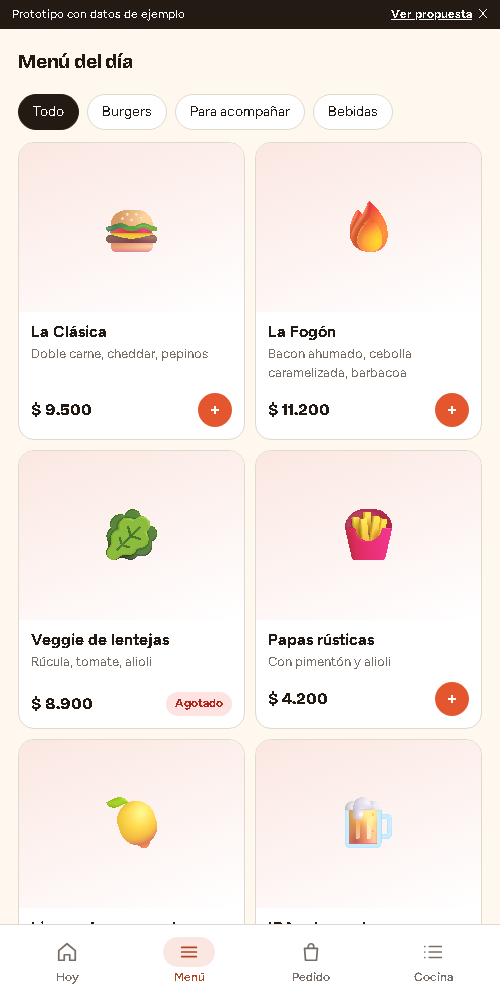 Prototipo con datos de ejemplo
Ver propuesta
Menú del día
Todo
Burgers
Para acompañar
Bebidas
La Clásica
Doble carne, cheddar, pepinos
$ 9.500
+
La Fogón
Bacon ahumado, cebolla
caramelizada, barbacoa
$ 11.200
+
Veggie de lentejas
Rúcula, tomate, alioli
$ 8.900
Agotado
Papas rústicas
Con pimentón y alioli
$ 4.200
+
Hoy
Menú
Pedido
Cocina